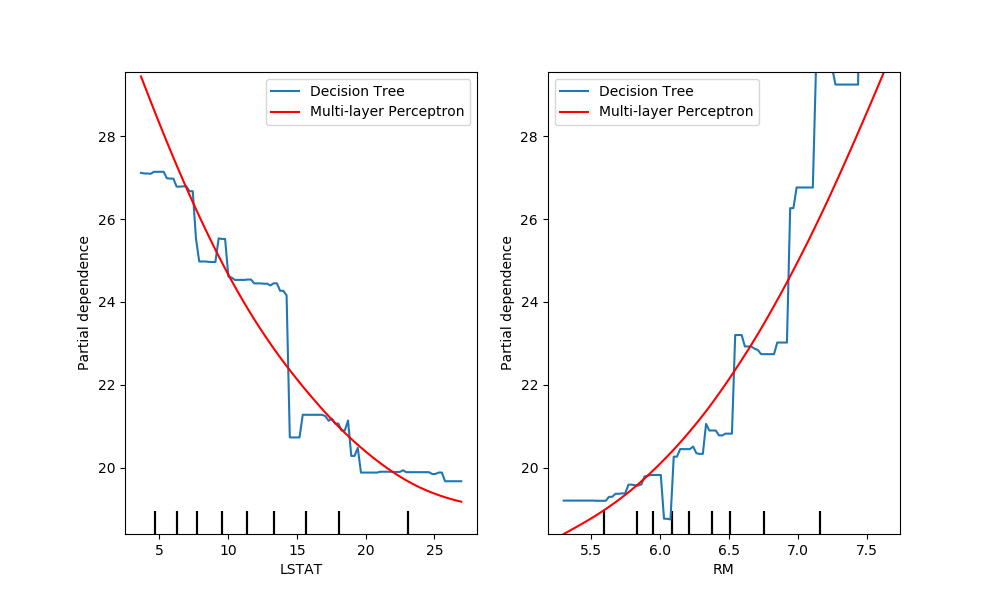 Decision Tree
Multi-layer Perceptron
Partial dependence
28
26
24
22
20
5
10
15
20
25
LSTAT
Decision Tree
Multi-layer Perceptron
Partial dependence
28
26
24
22
20
5.5
6.0
6.5
7.0
7.5
RM